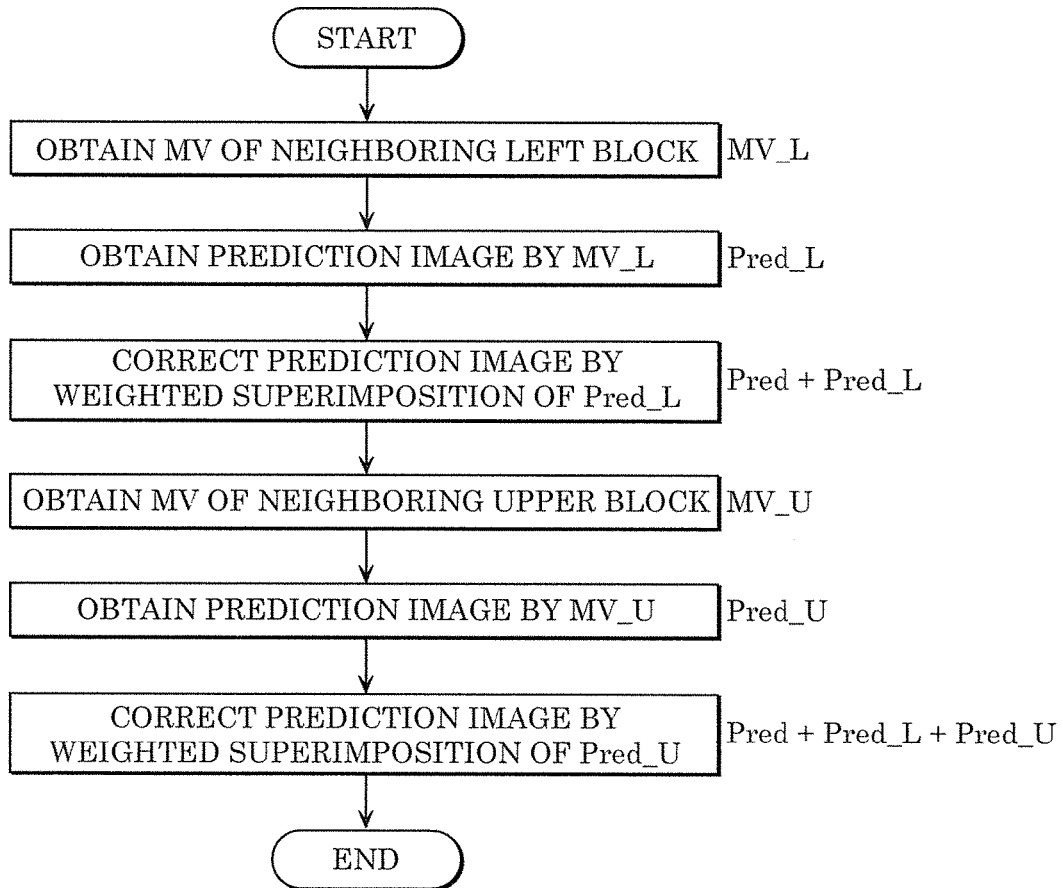 START
OBTAIN MV OF NEIGHBORING LEFT BLOCK
MV_L
OBTAIN PREDICTION IMAGE BY MV_L
Pred_L
CORRECT PREDICTION IMAGE BY
WEIGHTED SUPERIMPOSITION OF Pred_L
Pred + Pred_L
OBTAIN MV OF NEIGHBORING UPPER BLOCK
MV_U
OBTAIN PREDICTION IMAGE BY MV_U
Pred_U
CORRECT PREDICTION IMAGE BY
WEIGHTED SUPERIMPOSITION OF Pred_U
Pred + Pred_L + Pred_U
END